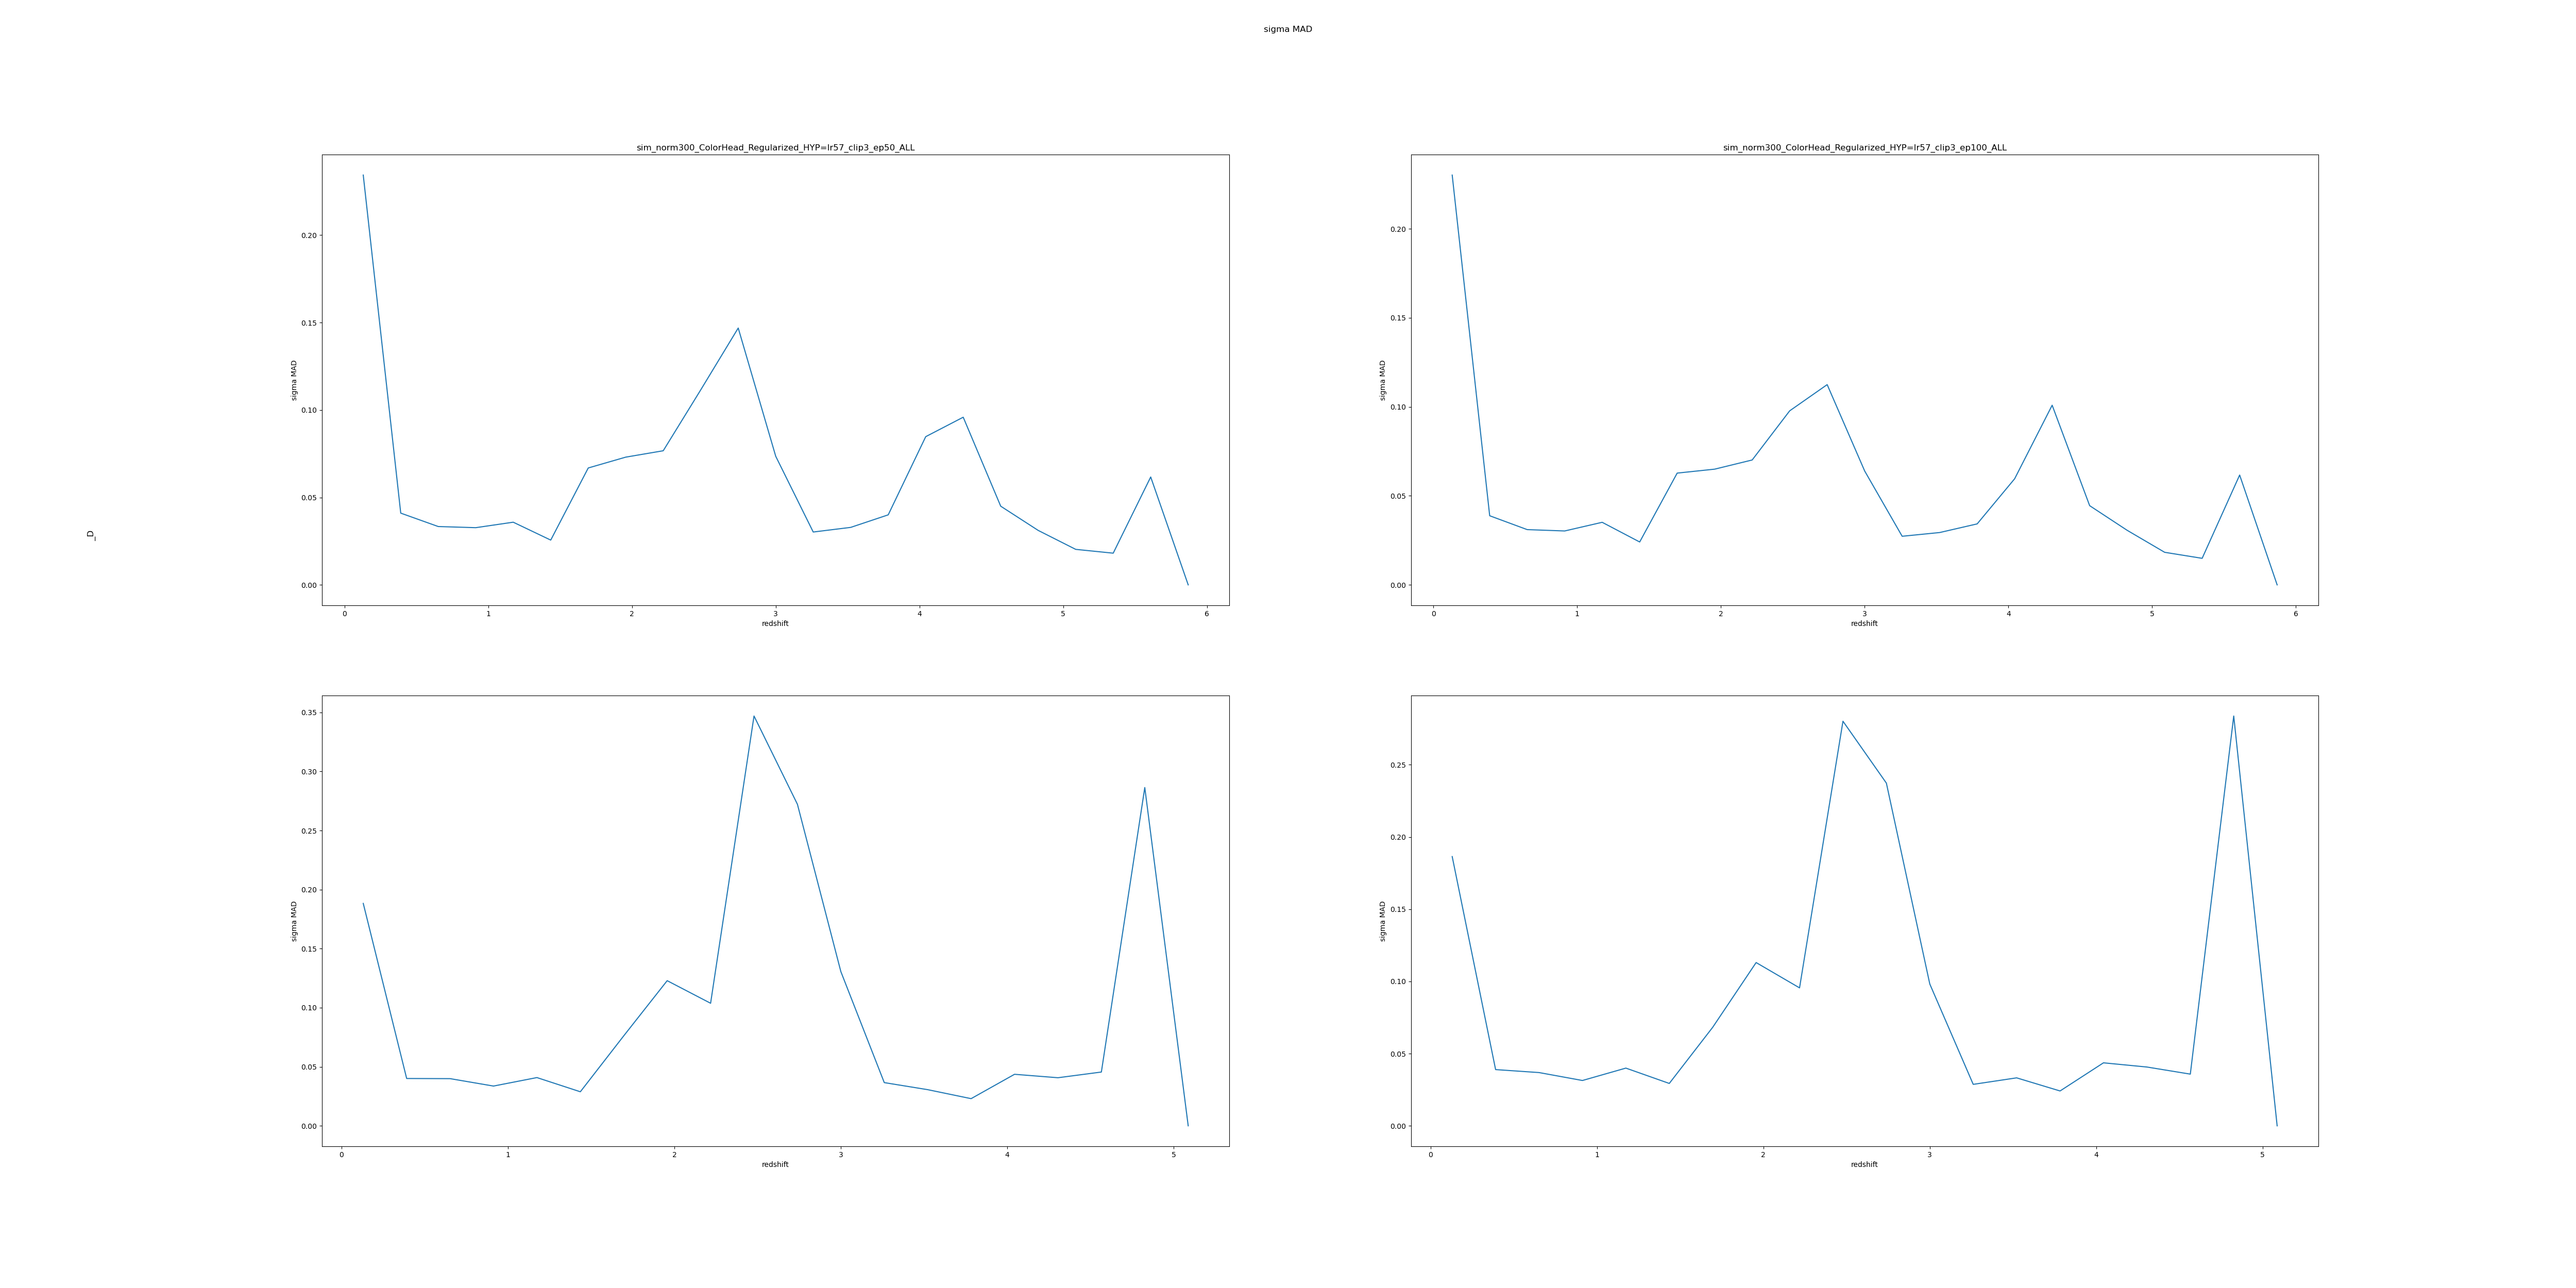 sigma MAD
_D
sim_norm300_ColorHead_Regularized_HYP=lr57_clip3_ep50_ALL
sigma MAD
0.20
0.15
0.10
0.05
0.00
0 1 2 3 4 5 6
redshift
sim_norm300_ColorHead_Regularized_HYP=lr57_clip3_ep100_ALL
sigma MAD
0.20
0.15
0.10
0.05
0.00
0 1 2 3 4 5 6
redshift
sigma MAD
0.35
0.30
0.25
0.20
0.15
0.10
0.05
0.00
0 1 2 3 4 5
redshift
sigma MAD
0.25
0.20
0.15
0.10
0.05
0.00
0 1 2 3 4 5
redshift